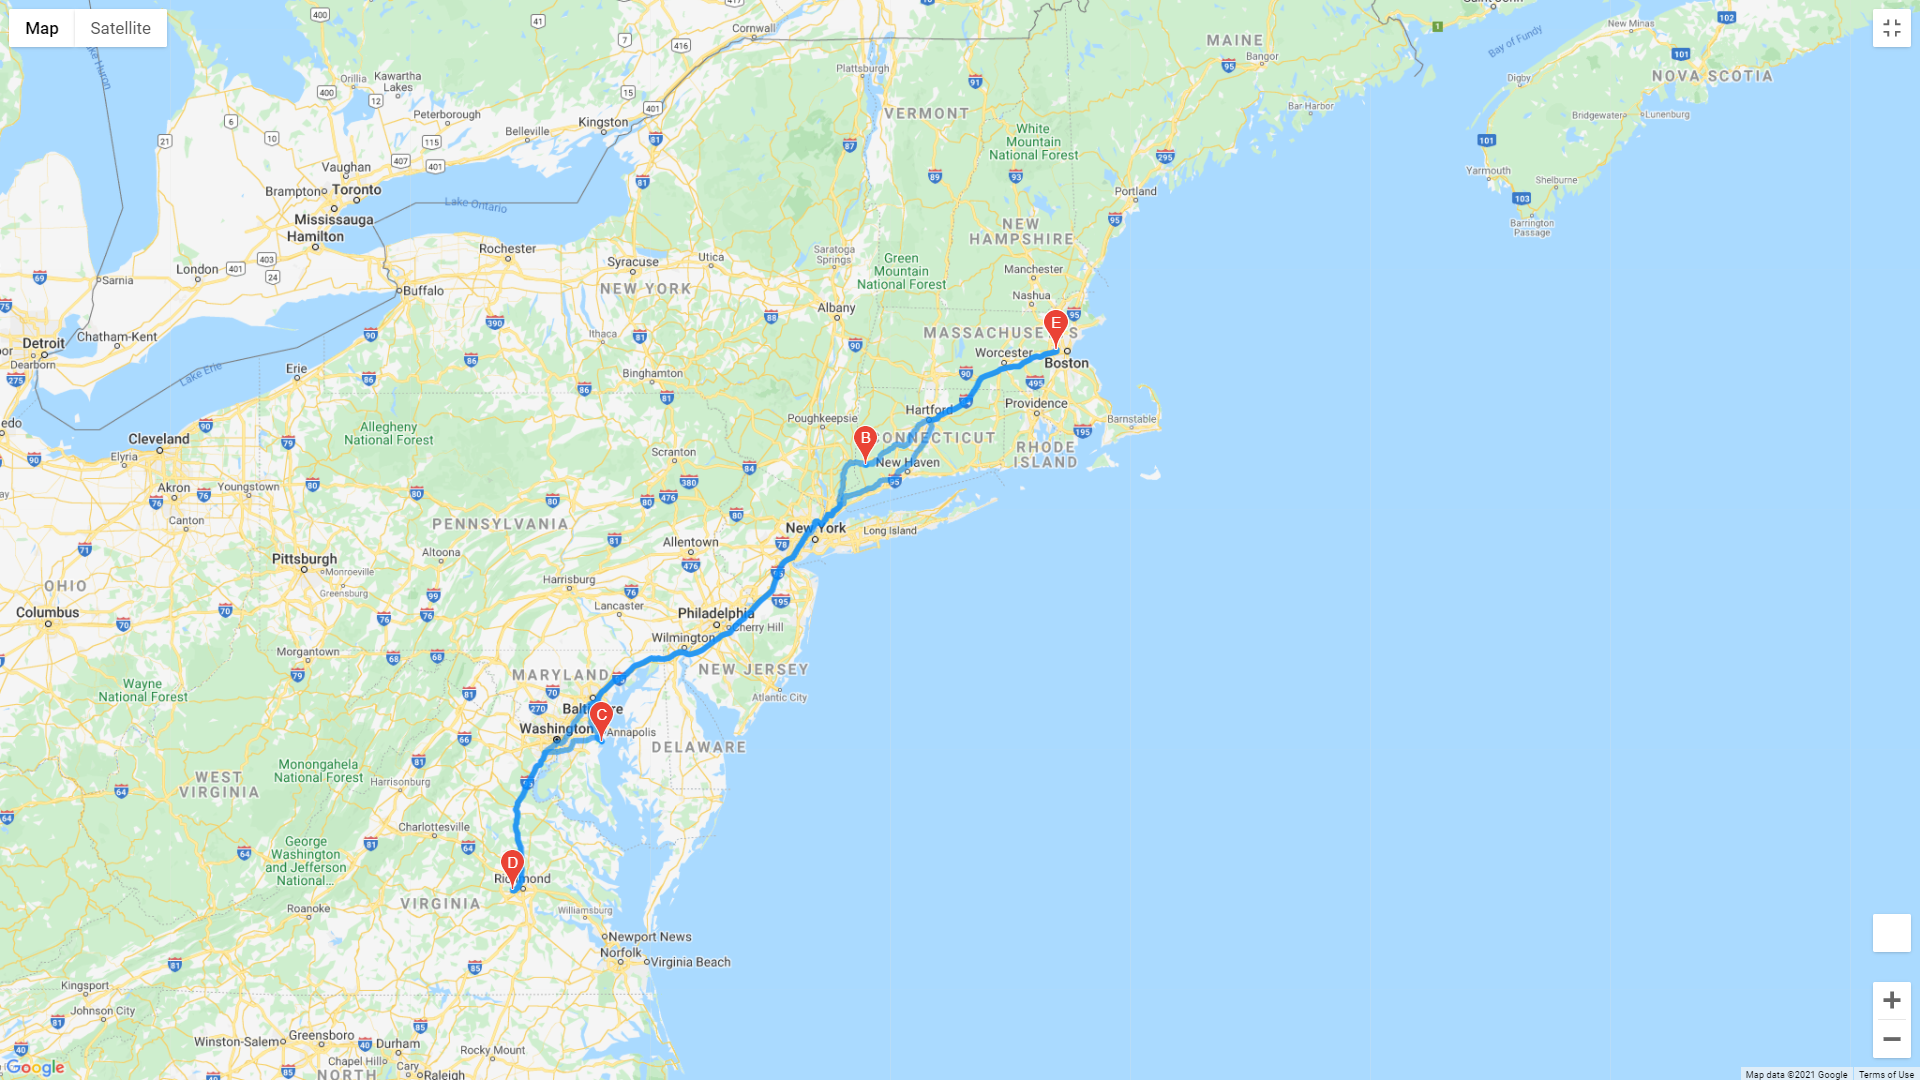 Map
Satellite
MAINE
Bangor
Bar Harbor
Bay of Fundy
New Minas
NOVA SCOTIA
Digby
Bridgewater
Lunenburg
Yarmouth
Shelburne
Barrington
Passage
Cornwall
Plattsburgh
VERMONT
White
Mountain
National Forest
Portland
Orillia
Kawartha
Lakes
Peterborough
Belleville
Kingston
Vaughan
Brampton
Toronto
Mississauga
Hamilton
Lake Ontario
London
Sarnia
Chatham-Kent
Detroit
Dearborn
Lake Erie
Buffalo
Rochester
Syracuse
Utica
NEW YORK
Saratoga
Springs
Green
Mountain
National Forest
NEW
HAMPSHIRE
Manchester
Nashua
Albany
Ithaca
Binghamton
MASSACHUSETTS
E
Worcester
Boston
Erie
Poughkeepsie
Hartford
Providence
Barnstable
B
CONNECTICUT
RHODE
ISLAND
New Haven
Allegheny
National Forest
Cleveland
Elyria
Akron
Youngstown
Canton
Scranton
PENNSYLVANIA
New York
Long Island
Allentown
Altoona
Pittsburgh
Monroeville
Greensburg
Harrisburg
Lancaster
Philadelphia
Cherry Hill
Wilmington
OHIO
Columbus
Morgantown
MARYLAND
NEW JERSEY
Atlantic City
Wayne
National Forest
Baltimore
C
Washington
Annapolis
DELAWARE
WEST
VIRGINIA
Monongahela
National Forest
Harrisonburg
Charlottesville
George
Washington
and Jefferson
National...
D
Richmond
VIRGINIA
Roanoke
Williamsburg
Newport News
Norfolk
Virginia Beach
Kingsport
Johnson City
Winston-Salem
Greensboro
Durham
Chapel Hill
Cary
Raleigh
Rocky Mount
NORTH
Google
Map data ©2021 Google
Terms of Use